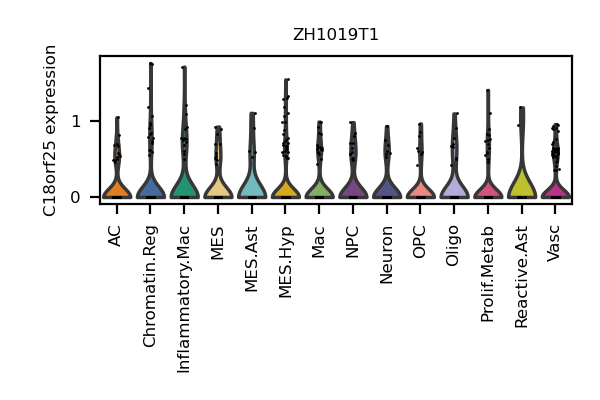 ZH1019T1
C18orf25 expression
1
0
AC
Chromatin.Reg
Inflammatory.Mac
MES
MES.Ast
MES.Hyp
Mac
NPC
Neuron
OPC
Oligo
Prolif.Metab
Reactive.Ast
Vasc